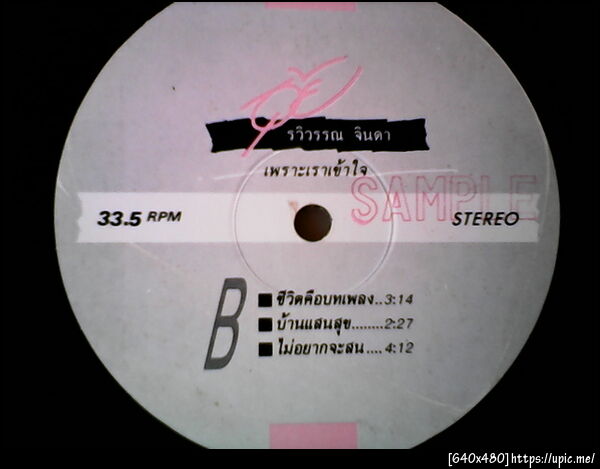 รวิวรรณ จินดา
เพราะเราเข้าใจ
SAMPLE
33.5 RPM
STEREO
B
ชีวิตคือบทเพลง..3:14
บ้านแสนสุข........2:27
ไม่อยากจะสน....4:12
[640x480]https://upic.me/